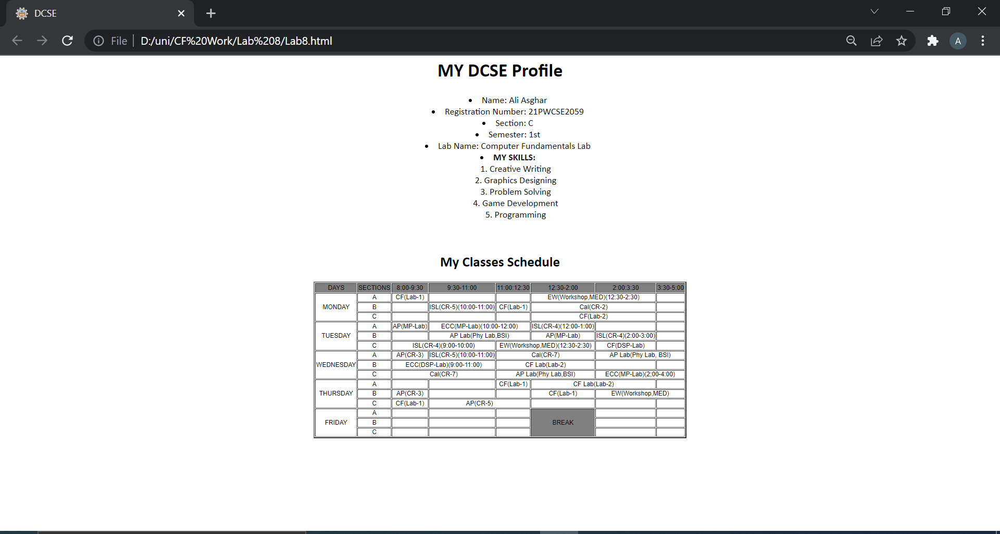 DCSE
File D:/uni/CF%20Work/Lab%208/Lab8.html
A
MY DCSE Profile
• Name: Ali Asghar
• Registration Number: 21PWCSE2059
• Section: C
• Semester: 1st
• Lab Name: Computer Fundamentals Lab
• MY SKILLS:
1. Creative Writing
2. Graphics Designing
3. Problem Solving
4. Game Development
5. Programming
My Classes Schedule
DAYS SECTIONS 8:00-9:30 9:30-11:00 11:00:12:30 12:30-2:00 2:00:3:30 3:30-5:00
MONDAY A CF(Lab-1) EW(Workshop,MED)(12:30-2:30)
B ISL(CR-5)(10:00-11:00) CF(Lab-1) Cal(CR-2)
C CF(Lab-2)
TUESDAY A AP(MP-Lab) ECC(MP-Lab)(10:00-12:00) ISL(CR-4)(12:00-1:00)
B AP Lab(Phy Lab,BSI) AP(MP-Lab) ISL(CR-4)(2:00-3:00)
C ISL(CR-4)(9:00-10:00) EW(Workshop,MED)(12:30-2:30) CF(DSP-Lab)
WEDNESDAY A AP(CR-3) ISL(CR-5)(10:00-11:00) Cal(CR-7) AP Lab(Phy Lab, BSI)
B ECC(DSP-Lab)(9:00-11:00) CF Lab(Lab-2)
C Cal(CR-7) AP Lab(Phy Lab,BSI) ECC(MP-Lab)(2;00-4:00)
THURSDAY A CF(Lab-1) CF Lab(Lab-2)
B AP(CR-3) CF(Lab-1) EW(Workshop,MED)
C CF(Lab-1) AP(CR-5)
FRIDAY A BREAK
B
C